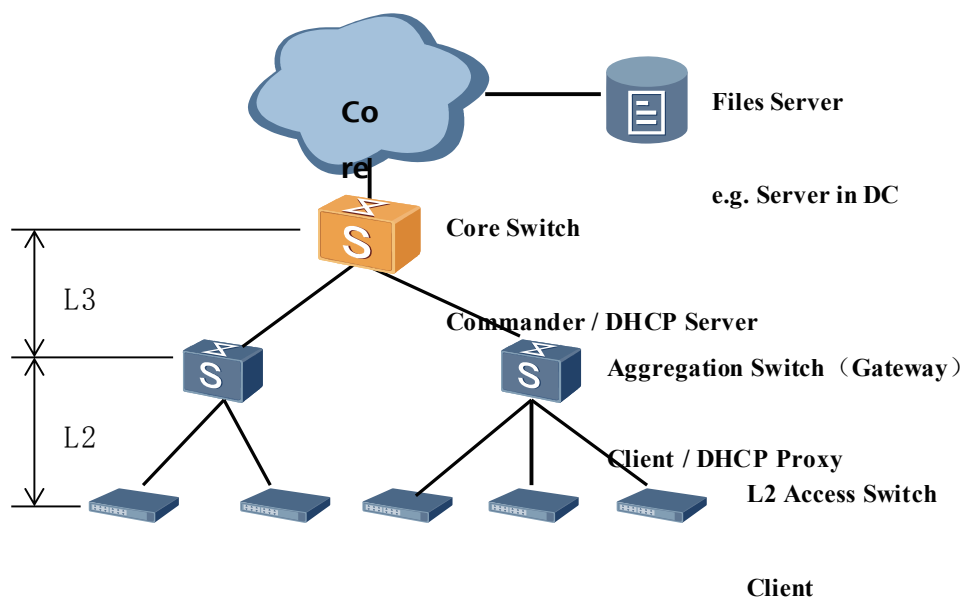 Co
re
Files Server
e.g. Server in DC
S
Core Switch
L3
Commander / DHCP Server
S
S
Aggregation Switch（Gateway）
L2
Client / DHCP Proxy
L2 Access Switch
Client